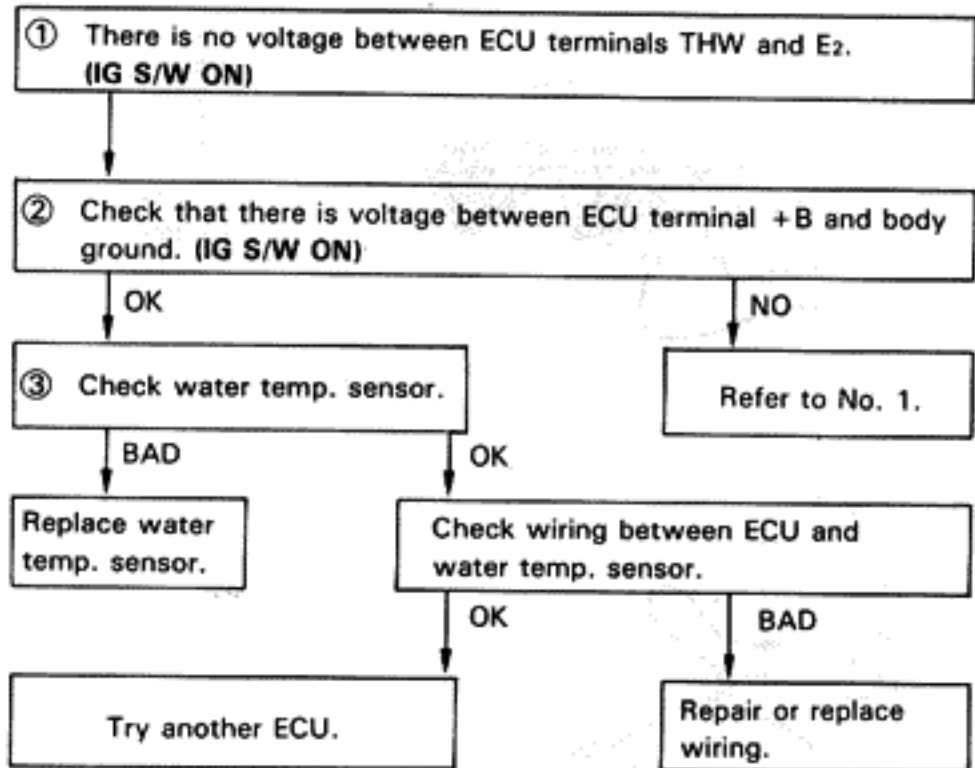 ① There is no voltage between ECU terminals THW and E₂.
(IG S/W ON)
② Check that there is voltage between ECU terminal +B and body
ground. (IG S/W ON)
OK
NO
③ Check water temp. sensor.
Refer to No. 1.
BAD
OK
Replace water
temp. sensor.
Check wiring between ECU and
water temp. sensor.
OK
BAD
Try another ECU.
Repair or replace
wiring.